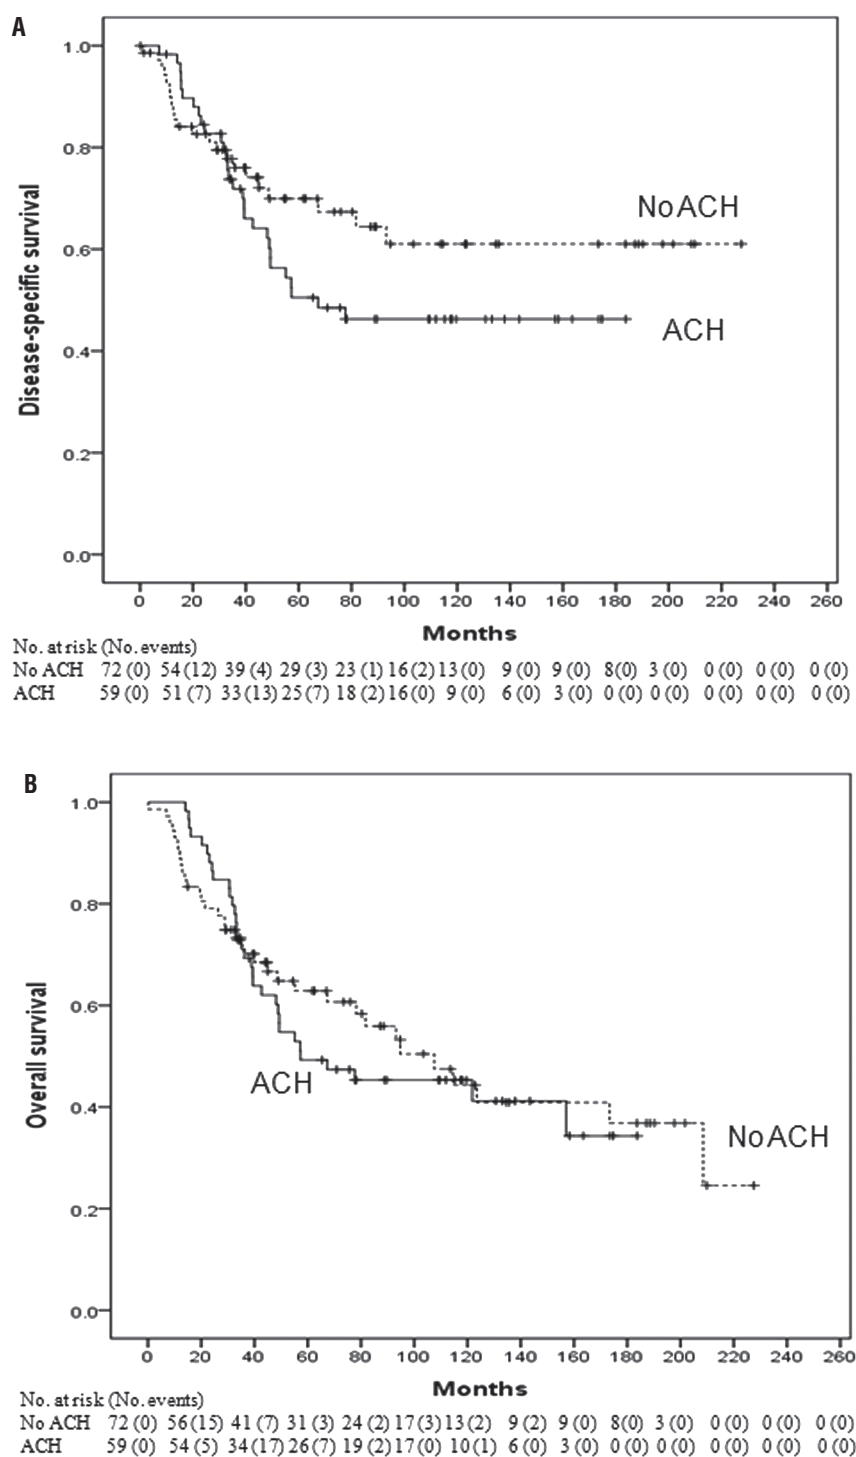 A
1.0
0.8
0.6
0.4
0.2
0.0
Disease-specific survival
No ACH
ACH
0 20 40 60 80 100 120 140 160 180 200 220 240 260
Months
No. at risk (No. events)
No ACH 72 (0) 54 (12) 39 (4) 29 (3) 23 (1) 16 (2) 13 (0) 9 (0) 9 (0) 8(0) 3 (0) 0 (0) 0 (0) 0 (0)
ACH 59 (0) 51 (7) 33 (13) 25 (7) 18 (2) 16 (0) 9 (0) 6 (0) 3 (0) 0 (0) 0 (0) 0 (0) 0 (0) 0 (0)
B
1.0
0.8
0.6
0.4
0.2
0.0
Overall survival
ACH
No ACH
0 20 40 60 80 100 120 140 160 180 200 220 240 260
Months
No. at risk (No. events)
No ACH 72 (0) 56 (15) 41 (7) 31 (3) 24 (2) 17 (3) 13 (2) 9 (2) 9 (0) 8(0) 3 (0) 0 (0) 0 (0) 0 (0)
ACH 59 (0) 54 (5) 34 (17) 26 (7) 19 (2) 17 (0) 10 (1) 6 (0) 3 (0) 0 (0) 0 (0) 0 (0) 0 (0) 0 (0)